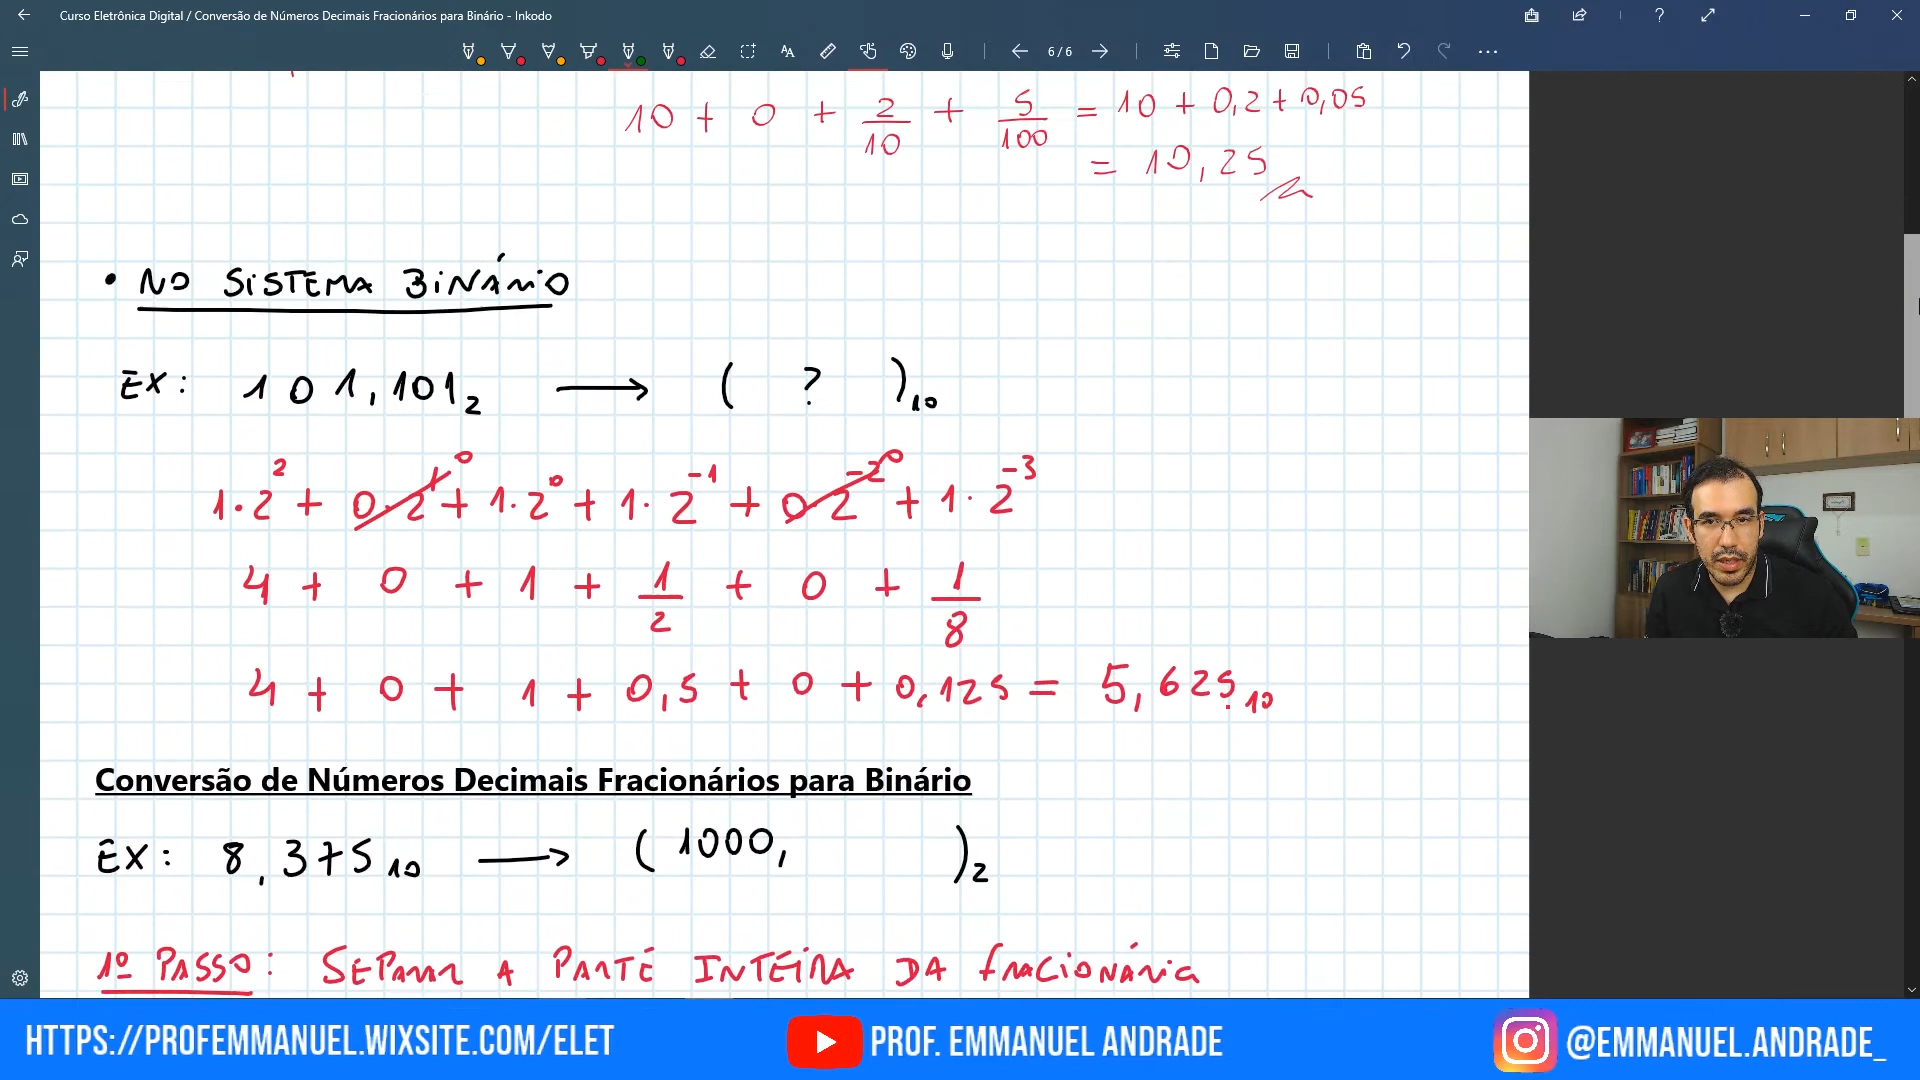 Curso Eletrônica Digital / Conversão de Números Decimais Fracionários para Binário - Inkodo
6 / 6
10 + 0 + 2/10 + 5/100 = 10 + 0,2 + 0,05
= 10,25
• NO SISTEMA BINÁRIO
EX: 101,101₂ → ( ? )₁₀
1·2² + 0·2¹ ⁰ + 1·2⁰ + 1·2⁻¹ + 0·2⁻² ⁰ + 1·2⁻³
4 + 0 + 1 + 1/2 + 0 + 1/8
4 + 0 + 1 + 0,5 + 0 + 0,125 = 5,625₁₀
Conversão de Números Decimais Fracionários para Binário
EX: 8,375₁₀ → ( 1000, )₂
1º PASSO: SEPARAR A PARTE INTEIRA DA FRACIONÁRIA
HTTPS://PROFEMMANUEL.WIXSITE.COM/ELET
PROF. EMMANUEL ANDRADE
@EMMANUEL.ANDRADE_